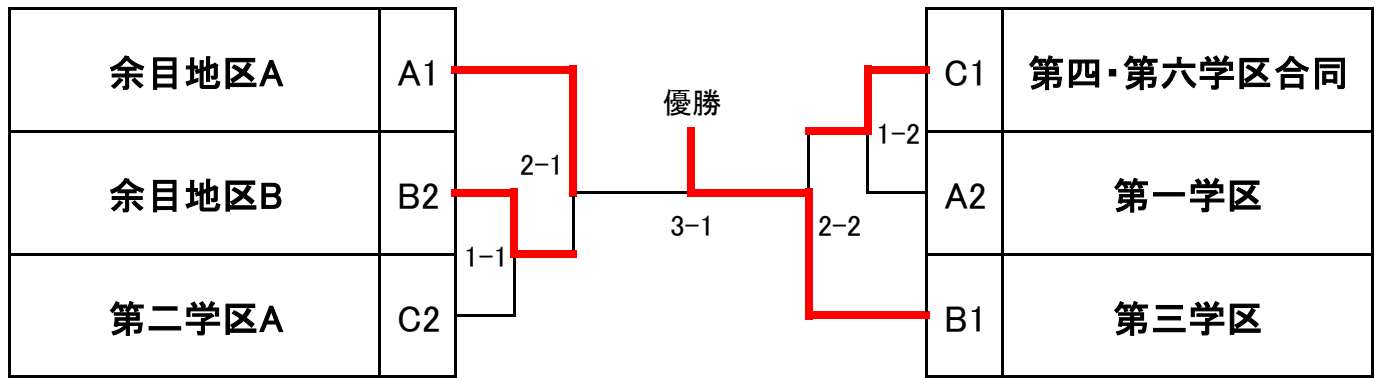 余目地区A A1
余目地区B B2
第二学区A C2
2-1
1-1
優勝
3-1
1-2
2-2
C1 第四・第六学区合同
A2 第一学区
B1 第三学区